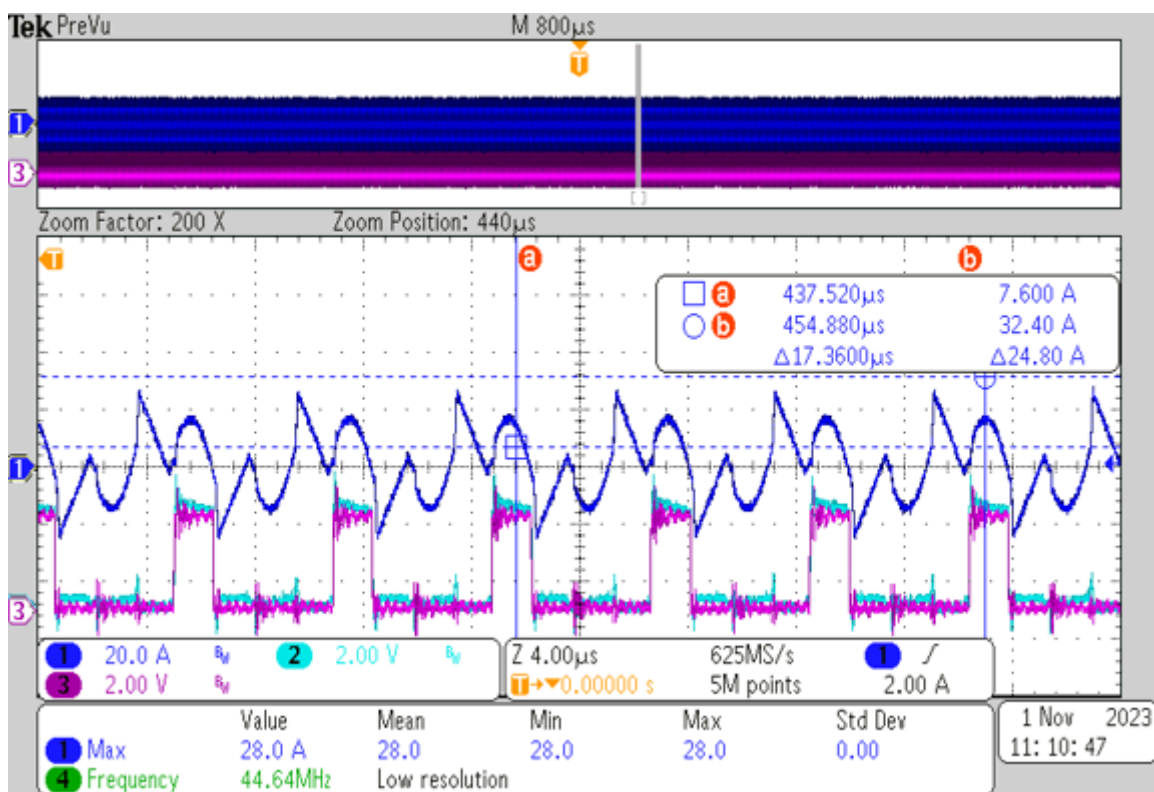 Tek PreVu M 800µs
T
1
3
Zoom Factor: 200 X Zoom Position: 440µs
T a b
a 437.520µs 7.600 A
b 454.880µs 32.40 A
Δ17.3600µs Δ24.80 A
1
3
1 20.0 A BW 2 2.00 V BW Z 4.00µs 625MS/s 1 ∫
3 2.00 V BW T→▼0.00000 s 5M points 2.00 A
Value Mean Min Max Std Dev
1 Max 28.0 A 28.0 28.0 28.0 0.00
4 Frequency 44.64MHz Low resolution
1 Nov 2023
11:10:47